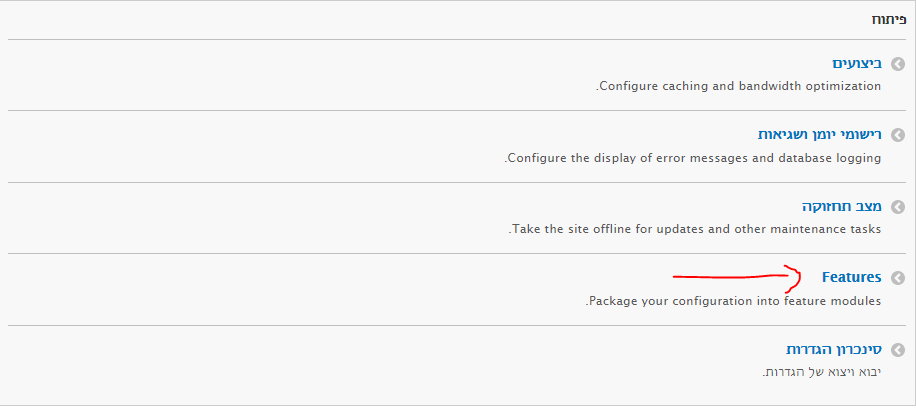 פיתוח
ביצועים
Configure caching and bandwidth optimization.
רישומי יומן ושגיאות
Configure the display of error messages and database logging.
מצב תחזוקה
Take the site offline for updates and other maintenance tasks.
Features
Package your configuration into feature modules.
סינכרון הגדרות
יבוא ויצוא של הגדרות.